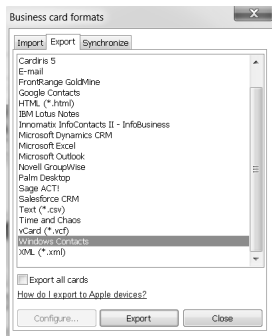 Business card formats
X
Import Export Synchronize
Cardiris 5
E-mail
FrontRange GoldMine
Google Contacts
HTML (*.html)
IBM Lotus Notes
Innomatix InfoContacts II - InfoBusiness
Microsoft Dynamics CRM
Microsoft Excel
Microsoft Outlook
Novell GroupWise
Palm Desktop
Sage ACT!
Salesforce CRM
Text (*.csv)
Time and Chaos
vCard (*.vcf)
Windows Contacts
XML (*.xml)
Export all cards
How do I export to Apple devices?
Configure... Export Close